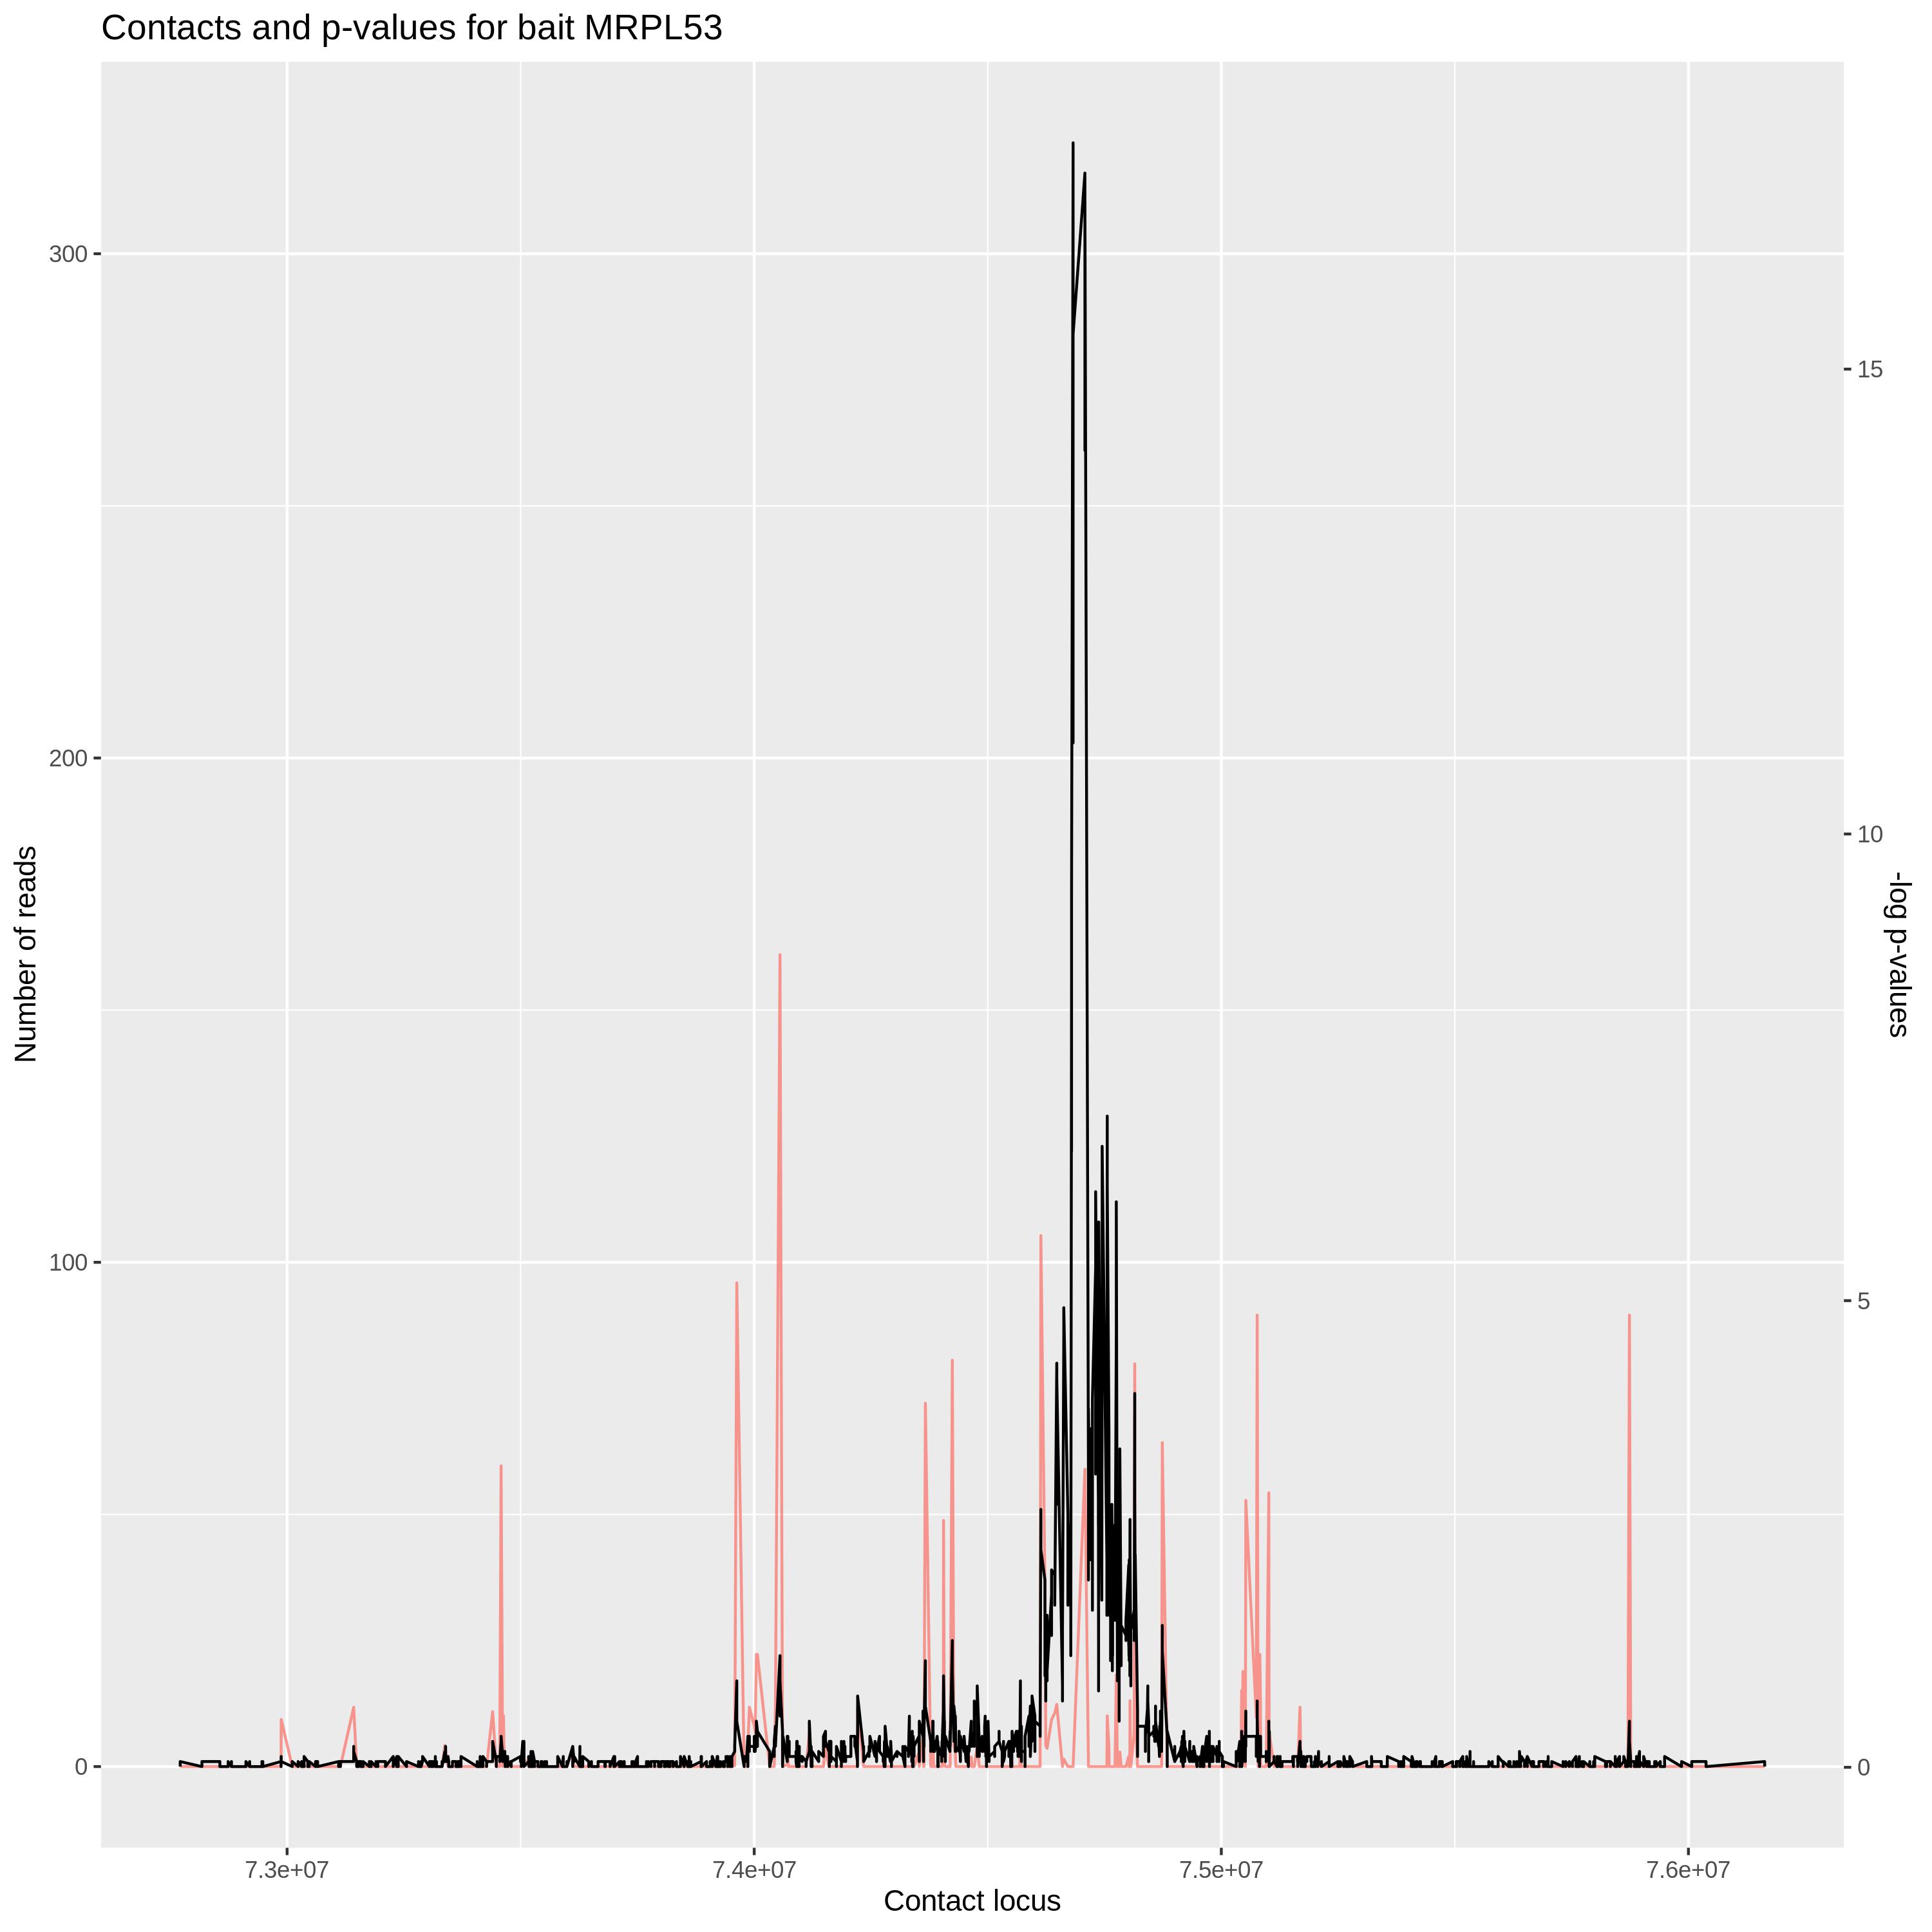 Contacts and p-values for bait MRPL53
300
200
100
0
Number of reads
15
10
5
0
-log p-values
7.3e+07
7.4e+07
7.5e+07
7.6e+07
Contact locus